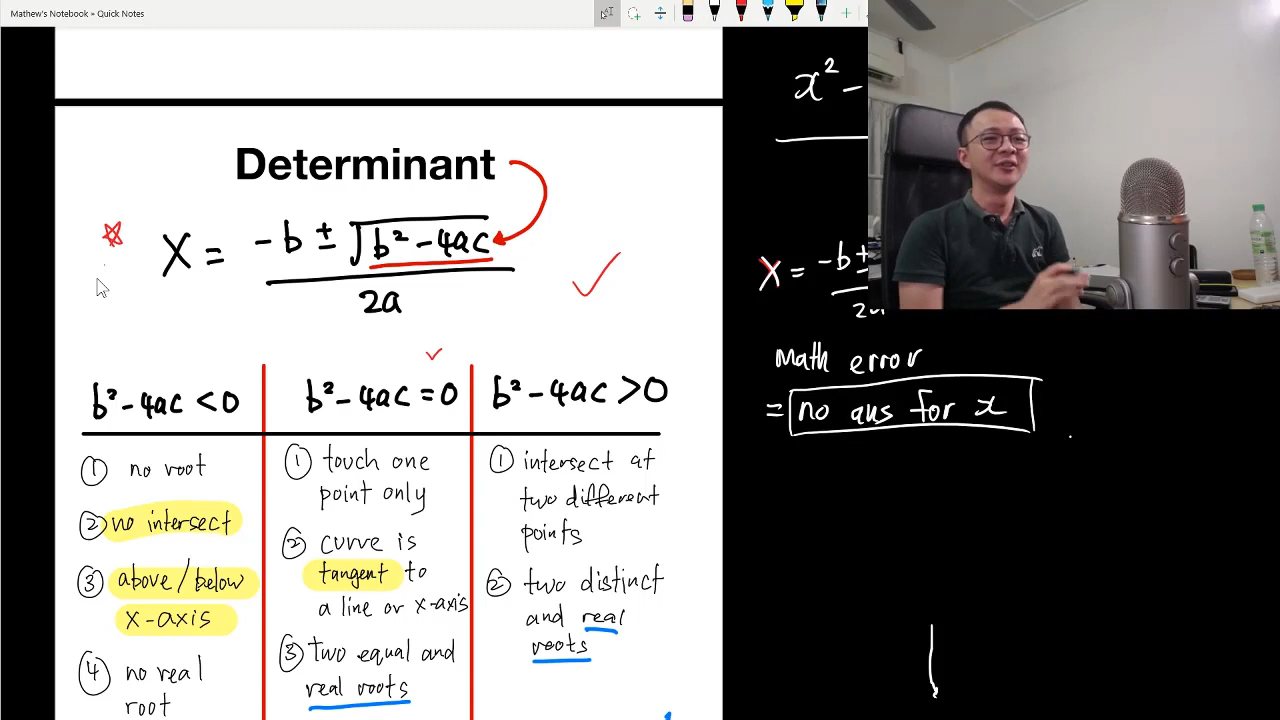 Mathew's Notebook » Quick Notes
Determinant
X = -b ± √b² - 4ac
2a
b² - 4ac < 0
① no root
② no intersect
③ above/below
x-axis
④ no real
root
b² - 4ac = 0
① touch one
point only
② curve is
tangent to
a line or x-axis
③ two equal and
real roots
b² - 4ac > 0
① intersect at
two different
points
② two distinct
and real
roots
x² -
X = -b ±
2a
Math error
= no ans for x